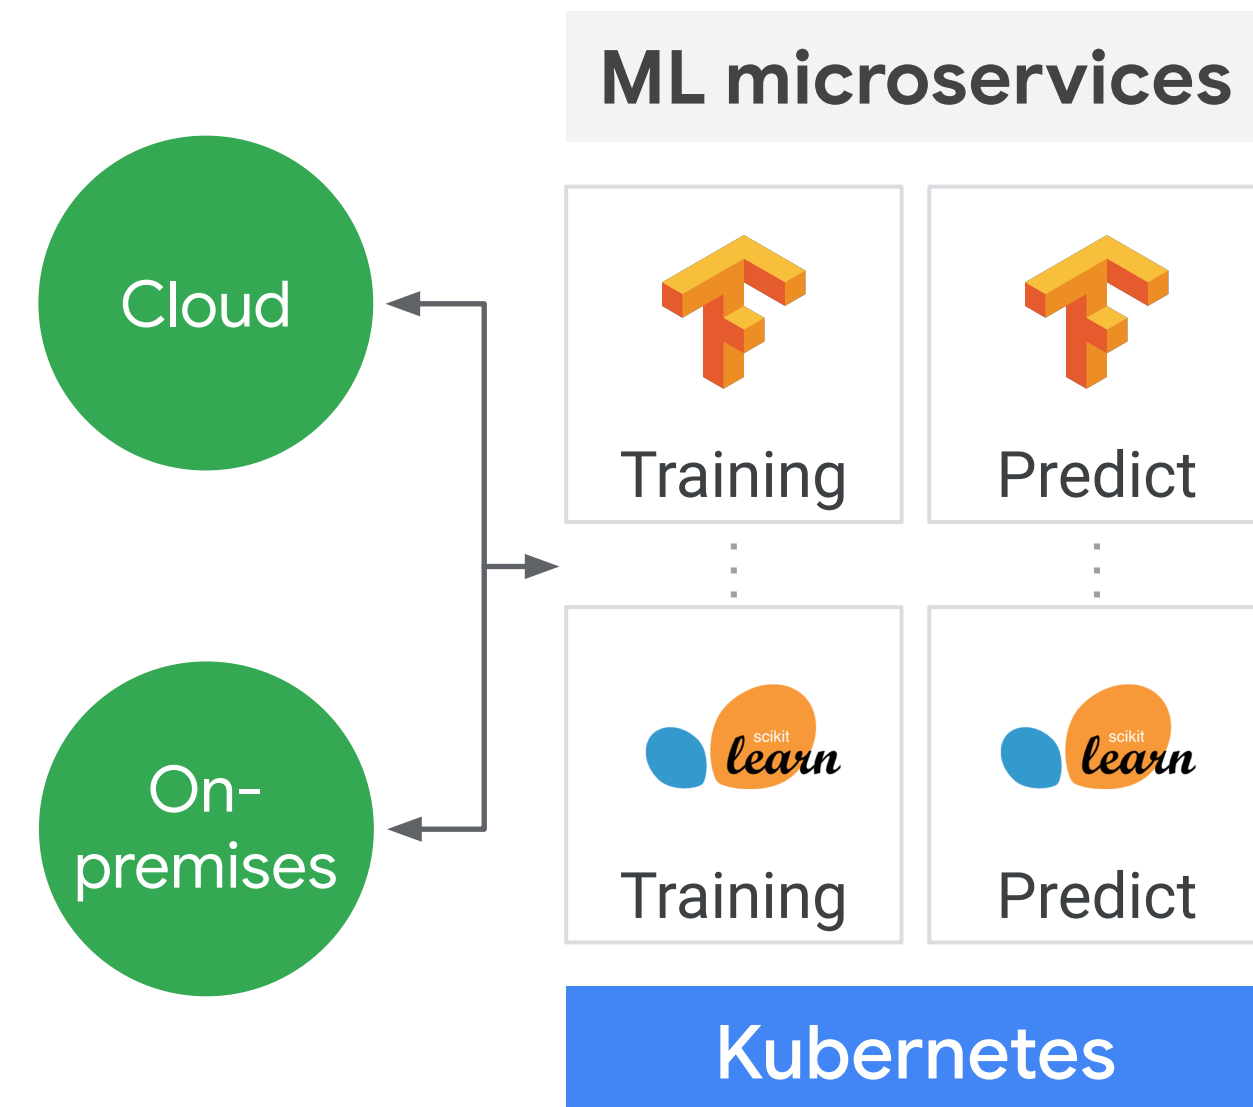 ML microservices
Cloud
Training
Predict
scikit
learn
scikit
learn
On-
premises
Training
Predict
Kubernetes